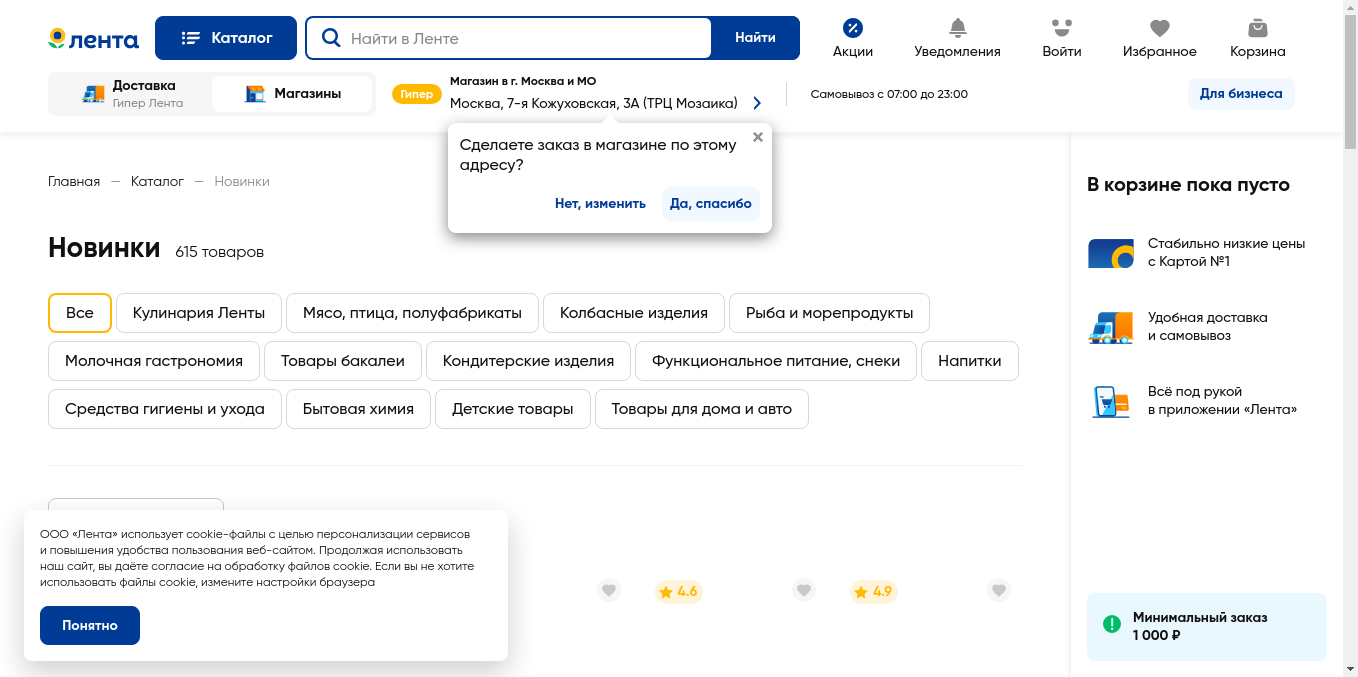 лента
Каталог
Найти в Ленте
Найти
Акции
Уведомления
Войти
Избранное
Корзина
Доставка
Гипер Лента
Магазины
Гипер
Магазин в г. Москва и МО
Москва, 7-я Кожуховская, 3А (ТРЦ Мозаика)
Самовывоз с 07:00 до 23:00
Для бизнеса
Сделаете заказ в магазине по этому
адресу?
Нет, изменить
Да, спасибо
Главная — Каталог — Новинки
Новинки 615 товаров
Все
Кулинария Ленты
Мясо, птица, полуфабрикаты
Колбасные изделия
Рыба и морепродукты
Молочная гастрономия
Товары бакалеи
Кондитерские изделия
Функциональное питание, снеки
Напитки
Средства гигиены и ухода
Бытовая химия
Детские товары
Товары для дома и авто
4.6
4.9
ООО «Лента» использует cookie-файлы с целью персонализации сервисов
и повышения удобства пользования веб-сайтом. Продолжая использовать
наш сайт, вы даёте согласие на обработку файлов cookie. Если вы не хотите
использовать файлы cookie, измените настройки браузера
Понятно
В корзине пока пусто
Стабильно низкие цены
с Картой №1
Удобная доставка
и самовывоз
Всё под рукой
в приложении «Лента»
Минимальный заказ
1 000 ₽